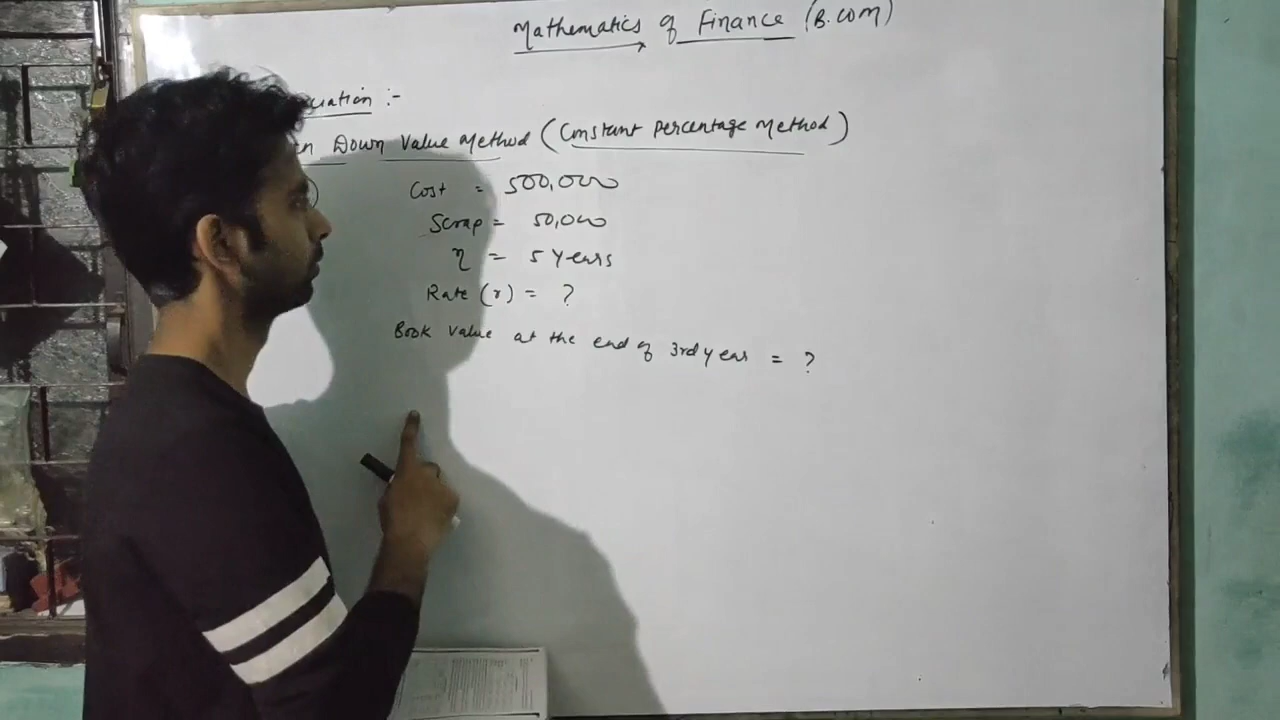 Mathematics of Finance (B.COM)
ciation :-
en Down Value Method (Constant Percentage Method)
Cost = 500,000
Scrap = 50,000
n = 5 Years
Rate (r) = ?
Book Value at the end of 3rd year = ?